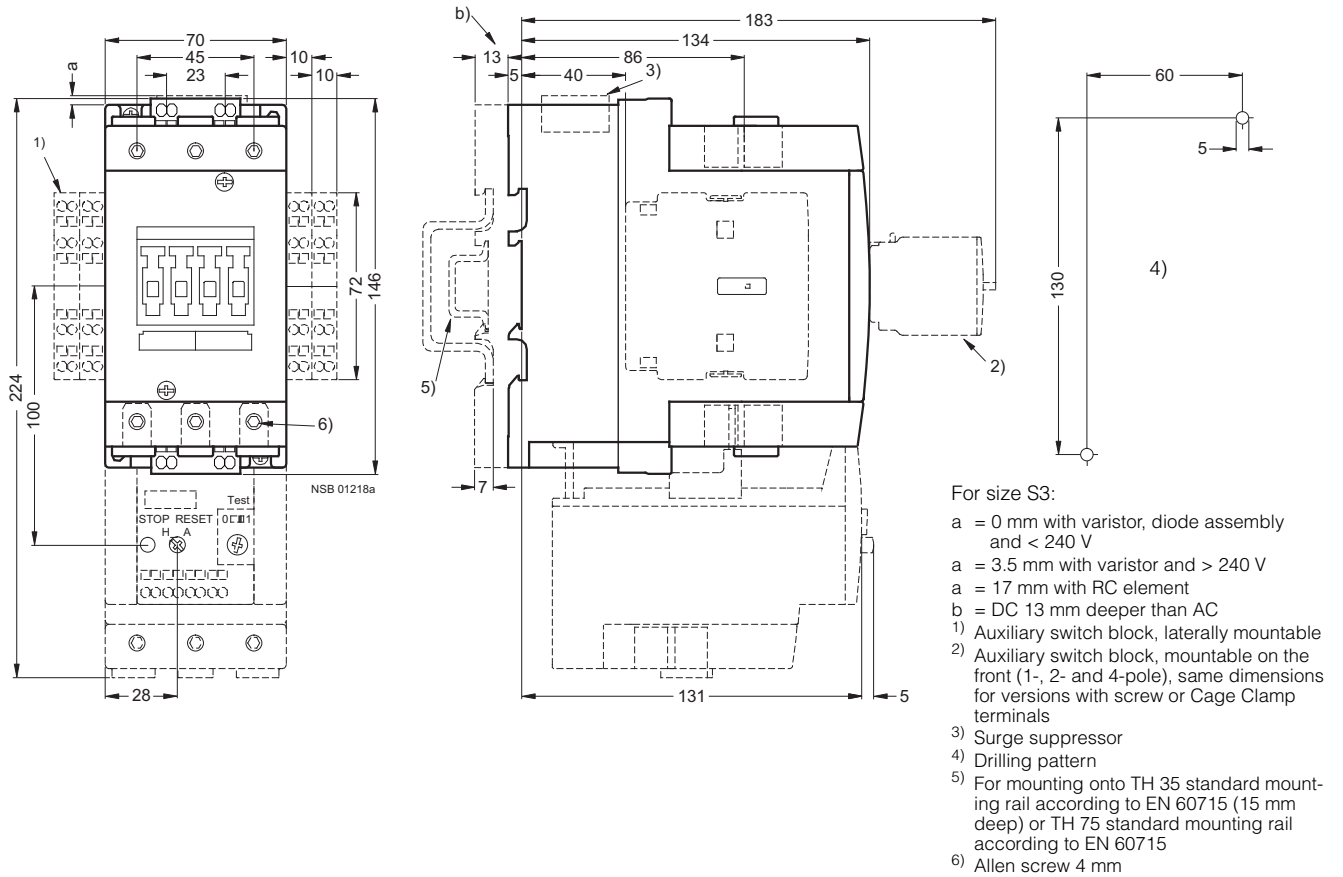 b)
183
70
134
45
10
13
86
a
23
10
5
40
3)
60
1)
5
72
146
130
4)
224
100
5)
2)
6)
7
NSB 01218a
Test
STOP RESET 0 1
H A
28
131
5
For size S3:
a = 0 mm with varistor, diode assembly
and < 240 V
a = 3.5 mm with varistor and > 240 V
a = 17 mm with RC element
b = DC 13 mm deeper than AC
1) Auxiliary switch block, laterally mountable
2) Auxiliary switch block, mountable on the
front (1-, 2- and 4-pole), same dimensions
for versions with screw or Cage Clamp
terminals
3) Surge suppressor
4) Drilling pattern
5) For mounting onto TH 35 standard mount-
ing rail according to EN 60715 (15 mm
deep) or TH 75 standard mounting rail
according to EN 60715
6) Allen screw 4 mm